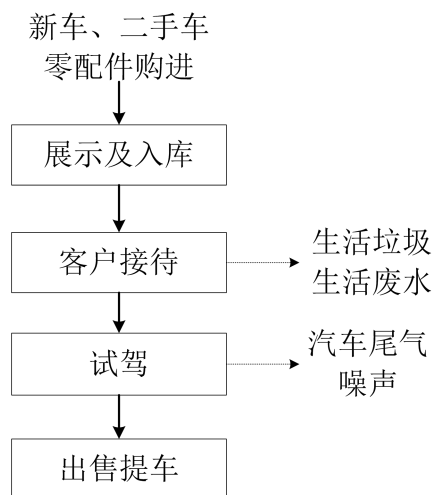 新车、二手车
零配件购进
展示及入库
客户接待
生活垃圾
生活废水
试驾
汽车尾气
噪声
出售提车